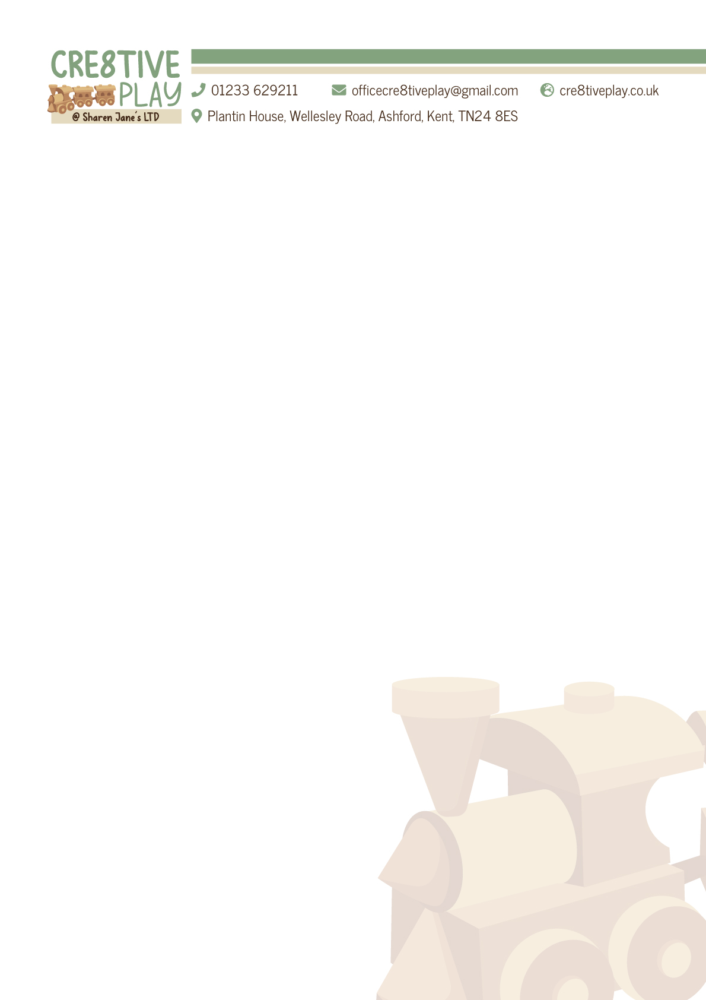 CRE8TIVE
PLAY
@ Sharen Jane's LTD
01233 629211
officecre8tiveplay@gmail.com
cre8tiveplay.co.uk
Plantin House, Wellesley Road, Ashford, Kent, TN24 8ES